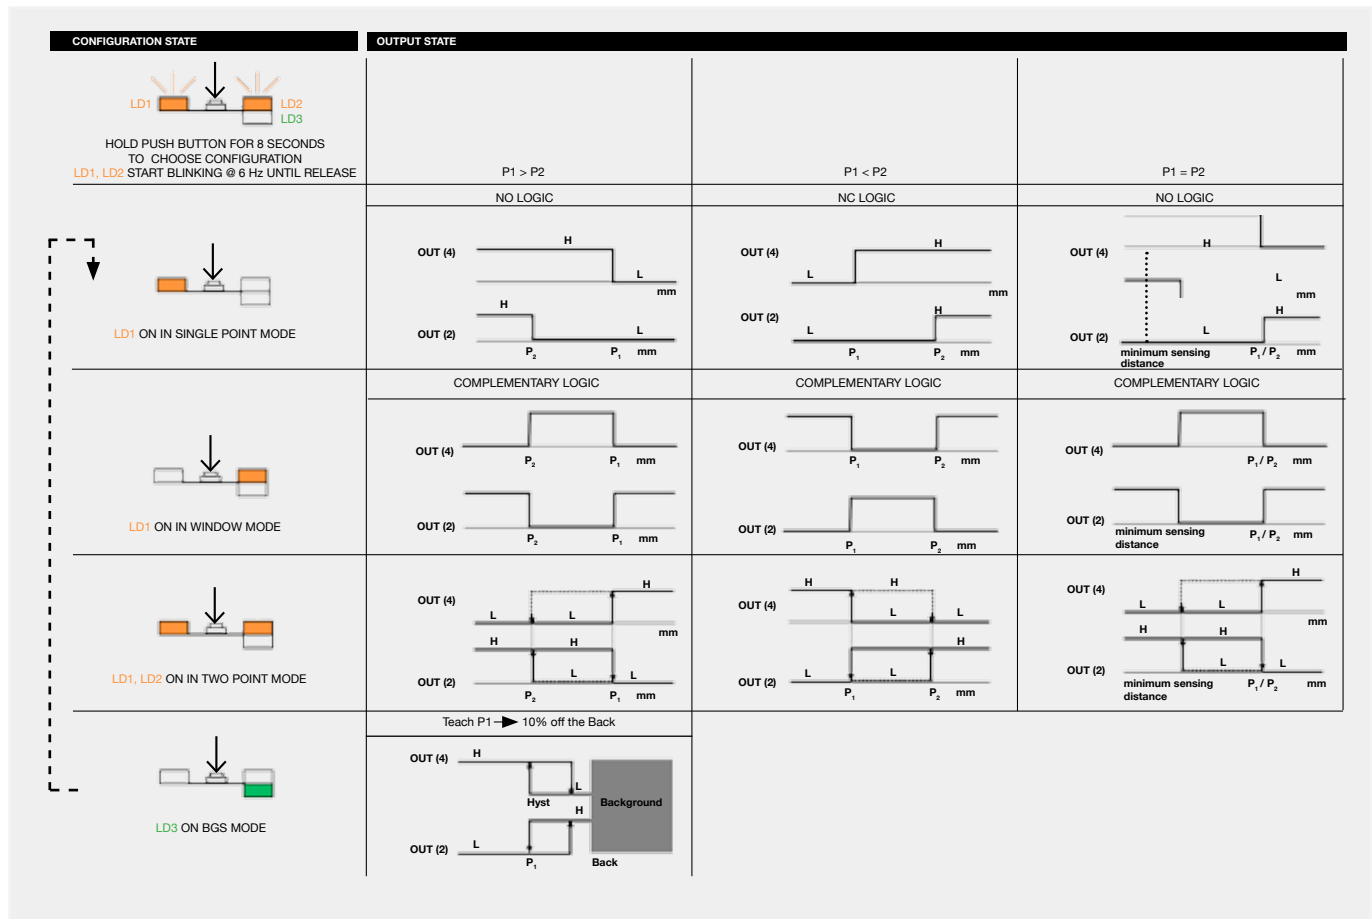 CONFIGURATION STATE
OUTPUT STATE
LD1
LD2
LD3
HOLD PUSH BUTTON FOR 8 SECONDS
TO CHOOSE CONFIGURATION
LD1, LD2 START BLINKING @ 6 Hz UNTIL RELEASE
P1 > P2
P1 < P2
P1 = P2
NO LOGIC
NC LOGIC
NO LOGIC
LD1 ON IN SINGLE POINT MODE
OUT (4)
H
L
mm
H
OUT (2)
L
P2
P1
mm
OUT (4)
H
L
mm
OUT (2)
H
L
P1
P2
mm
OUT (4)
H
L
mm
H
OUT (2)
L
minimum sensing
distance
P1 / P2
mm
COMPLEMENTARY LOGIC
COMPLEMENTARY LOGIC
COMPLEMENTARY LOGIC
LD1 ON IN WINDOW MODE
OUT (4)
P2
P1
mm
OUT (2)
P2
P1
mm
OUT (4)
P1
P2
mm
OUT (2)
P1
P2
mm
OUT (4)
P1 / P2
mm
OUT (2)
minimum sensing
distance
P1 / P2
mm
LD1, LD2 ON IN TWO POINT MODE
H
OUT (4)
L
L
mm
H
H
OUT (2)
L
L
P2
P1
mm
H
H
OUT (4)
L
L
H
OUT (2)
L
L
P1
P2
mm
H
OUT (4)
L
L
mm
H
H
OUT (2)
L
L
minimum sensing
distance
P1 / P2
mm
Teach P1 10% off the Back
LD3 ON BGS MODE
H
OUT (4)
L
Hyst
Background
H
L
OUT (2)
P1
Back